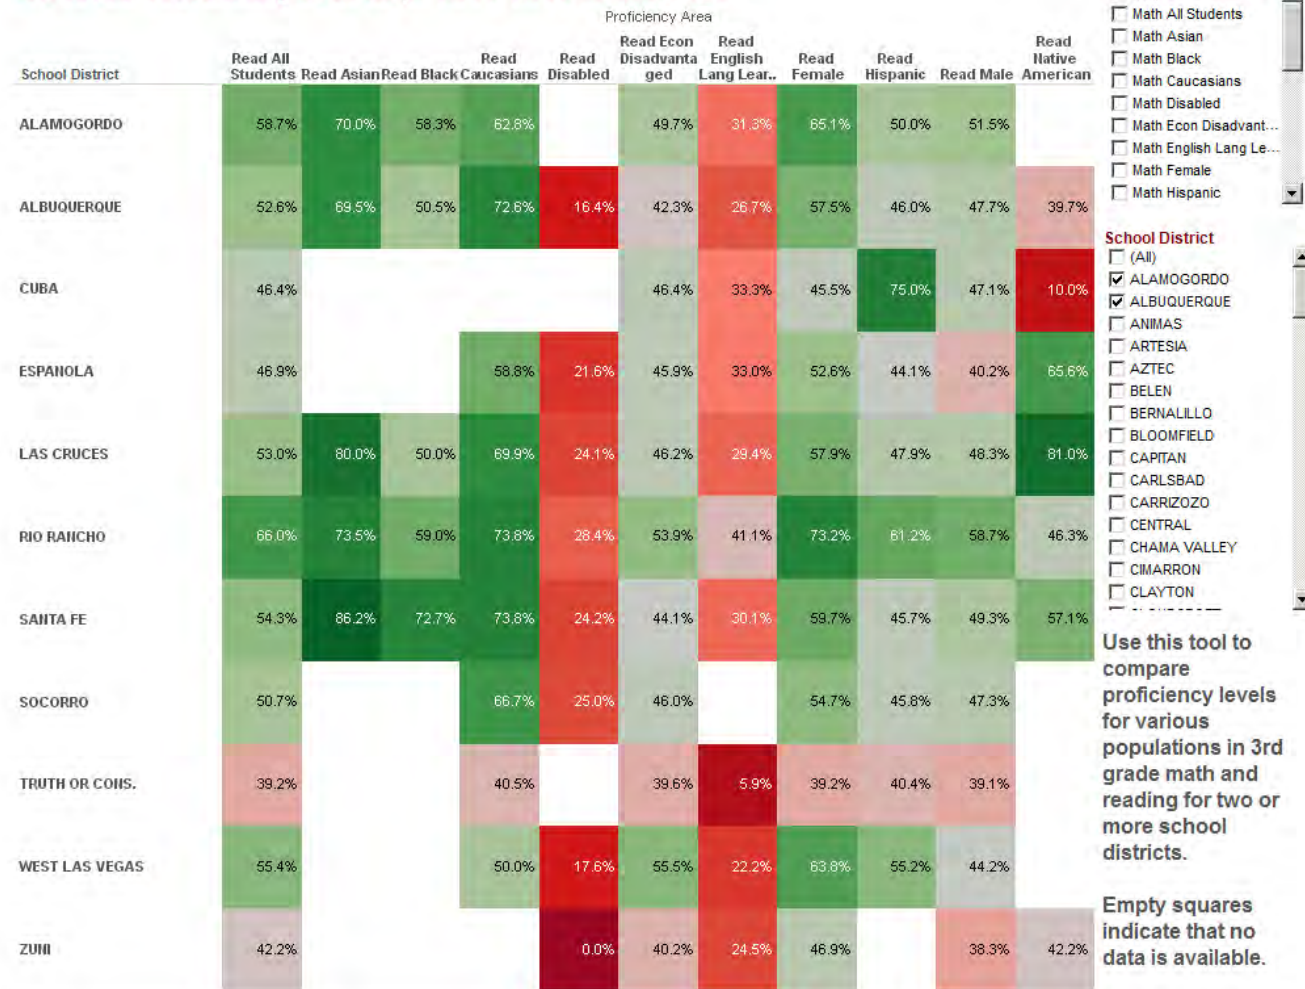 Proficiency Area
School District
Read All Students
Read Asian
Read Black
Read Caucasians
Read Disabled
Read Econ Disadvanta ged
Read English Lang Lear..
Read Female
Read Hispanic
Read Male
Read Native American
ALAMOGORDO 58.7% 70.0% 58.3% 62.8% 49.7% 31.3% 65.1% 50.0% 51.5%
ALBUQUERQUE 52.6% 69.5% 50.5% 72.6% 16.4% 42.3% 26.7% 57.5% 46.0% 47.7% 39.7%
CUBA 46.4% 46.4% 33.3% 45.5% 75.0% 47.1% 10.0%
ESPANOLA 46.9% 58.8% 21.6% 45.9% 33.0% 52.6% 44.1% 40.2% 65.6%
LAS CRUCES 53.0% 80.0% 50.0% 69.9% 24.1% 46.2% 29.4% 57.9% 47.9% 48.3% 81.0%
RIO RANCHO 66.0% 73.5% 59.0% 73.8% 28.4% 53.9% 41.1% 73.2% 61.2% 58.7% 46.3%
SANTA FE 54.3% 86.2% 72.7% 73.8% 24.2% 44.1% 30.1% 59.7% 45.7% 49.3% 57.1%
SOCORRO 50.7% 66.7% 25.0% 46.0% 54.7% 45.8% 47.3%
TRUTH OR CONS. 39.2% 40.5% 39.6% 5.9% 39.2% 40.4% 39.1%
WEST LAS VEGAS 55.4% 50.0% 17.6% 55.5% 22.2% 63.8% 55.2% 44.2%
ZUNI 42.2% 0.0% 40.2% 24.5% 46.9% 38.3% 42.2%
Math All Students
Math Asian
Math Black
Math Caucasians
Math Disabled
Math Econ Disadvant...
Math English Lang Le...
Math Female
Math Hispanic
School District
(All)
ALAMOGORDO
ALBUQUERQUE
ANIMAS
ARTESIA
AZTEC
BELEN
BERNALILLO
BLOOMFIELD
CAPITAN
CARLSBAD
CARRIZOZO
CENTRAL
CHAMA VALLEY
CIMARRON
CLAYTON
Use this tool to
compare
proficiency levels
for various
populations in 3rd
grade math and
reading for two or
more school
districts.
Empty squares
indicate that no
data is available.